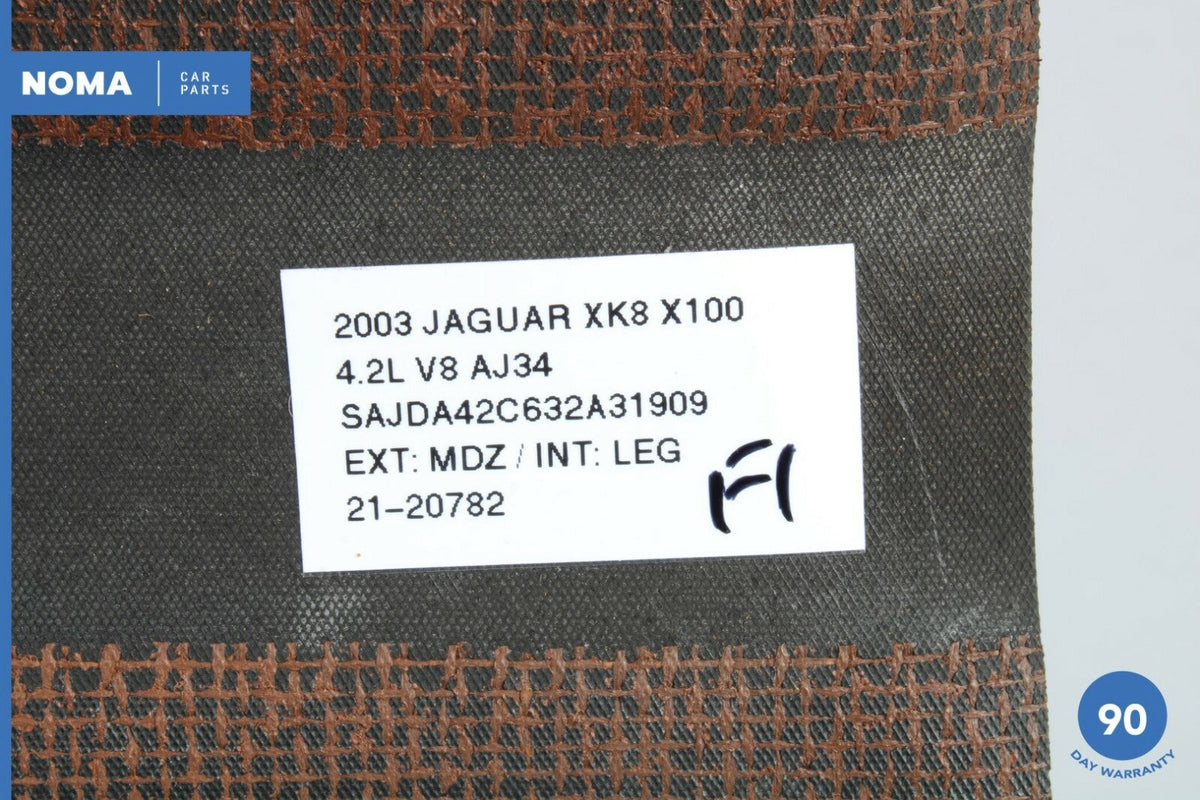 NOMA
CAR
PARTS
2003 JAGUAR XK8 X100
4.2L V8 AJ34
SAJDA42C632A31909
EXT: MDZ / INT: LEG
21-20782
F1
90
DAY WARRANTY